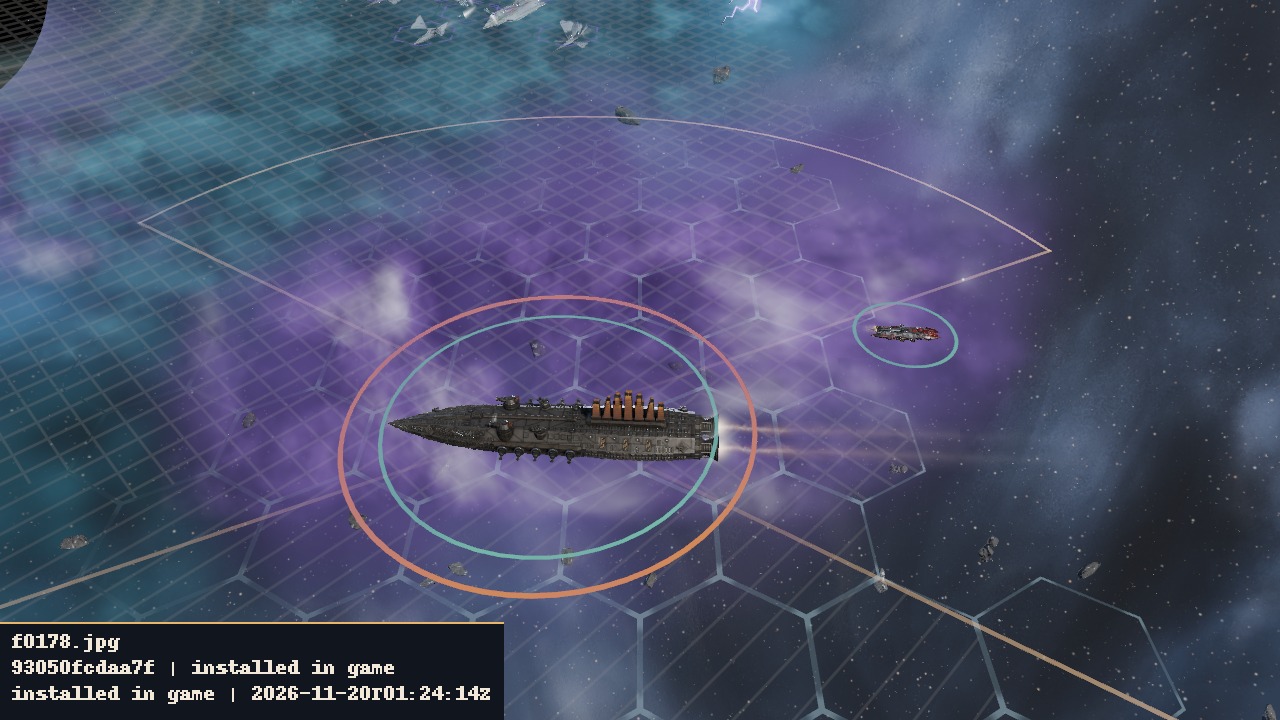 f0178.jpg
93050fcdaa7f | installed in game
installed in game | 2026-11-20T01:24:14Z